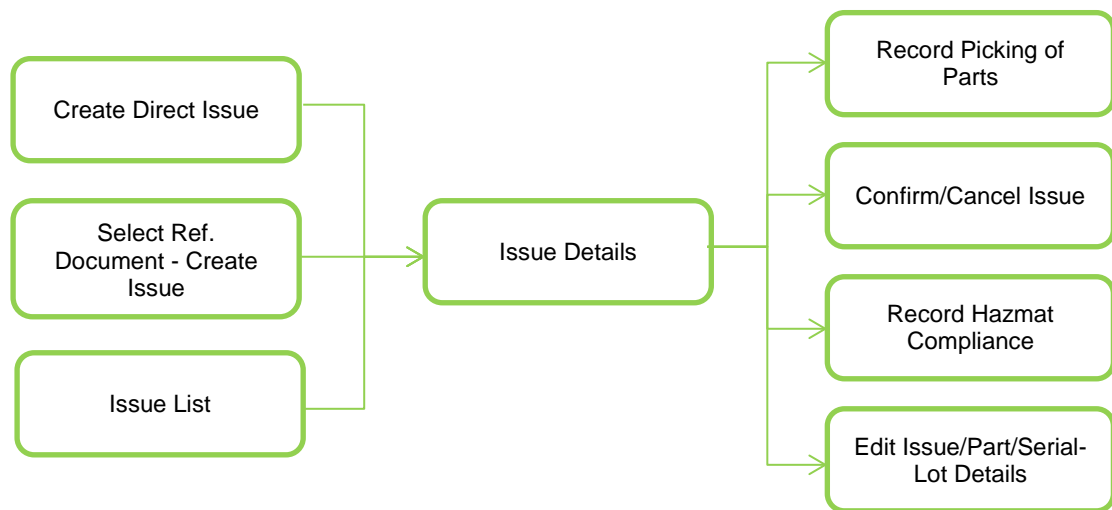 Create Direct Issue
Select Ref.
Document - Create
Issue
Issue List
Issue Details
Record Picking of
Parts
Confirm/Cancel Issue
Record Hazmat
Compliance
Edit Issue/Part/Serial-
Lot Details